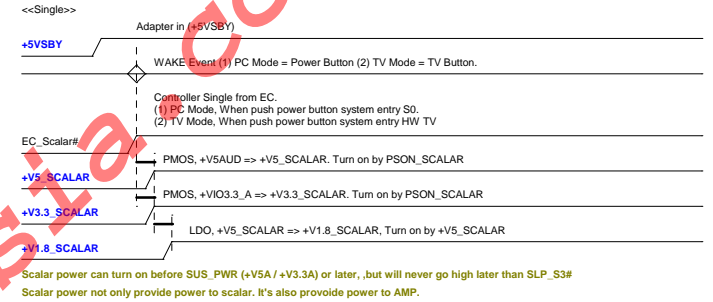 <<Single>>
Adapter in (+5VSBY)
+5VSBY
WAKE Event (1) PC Mode = Power Button (2) TV Mode = TV Button.
Controller Single from EC.
(1) PC Mode, When push power button system entry S0.
(2) TV Mode, When push power button system entry HW TV
EC_Scalar#
PMOS, +V5AUD => +V5_SCALAR. Turn on by PSON_SCALAR
+V5_SCALAR
PMOS, +VIO3.3_A => +V3.3_SCALAR. Turn on by PSON_SCALAR
+V3.3_SCALAR
LDO, +V5_SCALAR => +V1.8_SCALAR, Turn on by +V5_SCALAR
+V1.8_SCALAR
Scalar power can turn on before SUS_PWR (+V5A / +V3.3A) or later, ,but will never go high later than SLP_S3#
Scalar power not only provide power to scalar. It's also provoide power to AMP.
sia.c